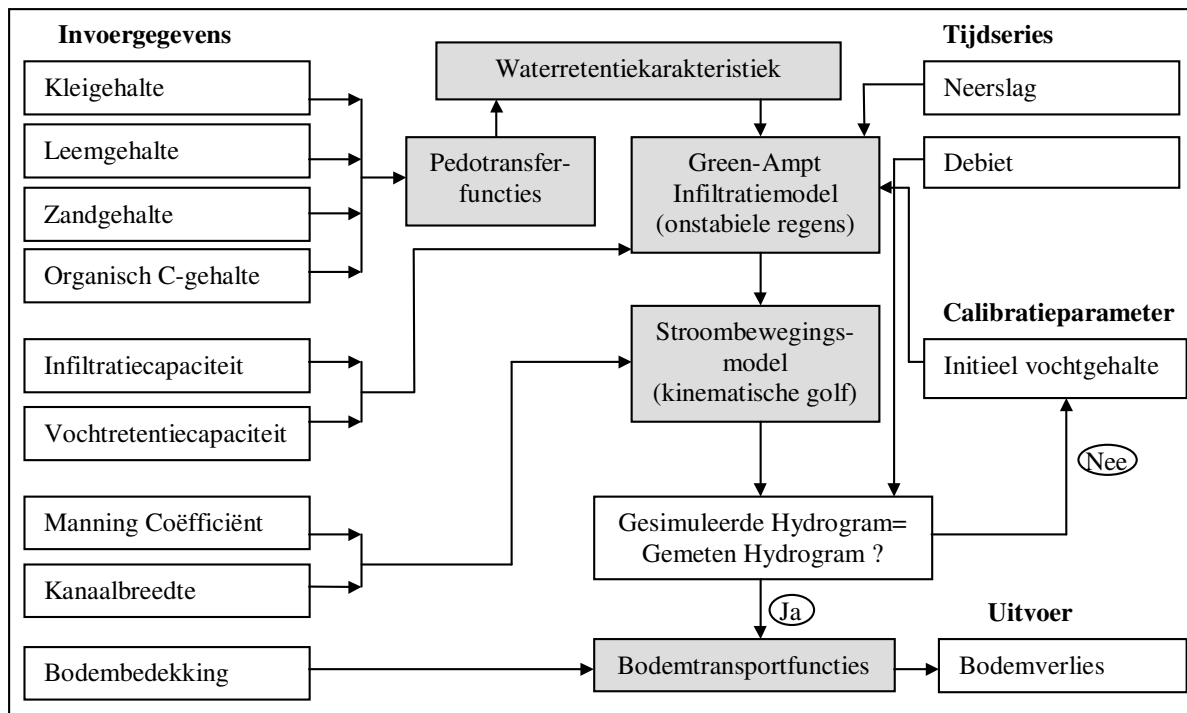 Invoergegevens
Kleigehalte
Leemgehalte
Zandgehalte
Organisch C-gehalte
Infiltratiecapaciteit
Vochtretentiecapaciteit
Manning Coëfficiënt
Kanaalbreedte
Bodembedekking
Waterretentiekarakteristiek
Pedotransfer-
functies
Green-Ampt
Infiltratiemodel
(onstabiele regens)
Stroombewegings-
model
(kinematische golf)
Gesimuleerde Hydrogram=
Gemeten Hydrogram ?
Ja
Bodemtransportfuncties
Tijdseries
Neerslag
Debiet
Calibratieparameter
Initieel vochtgehalte
Nee
Uitvoer
Bodemverlies